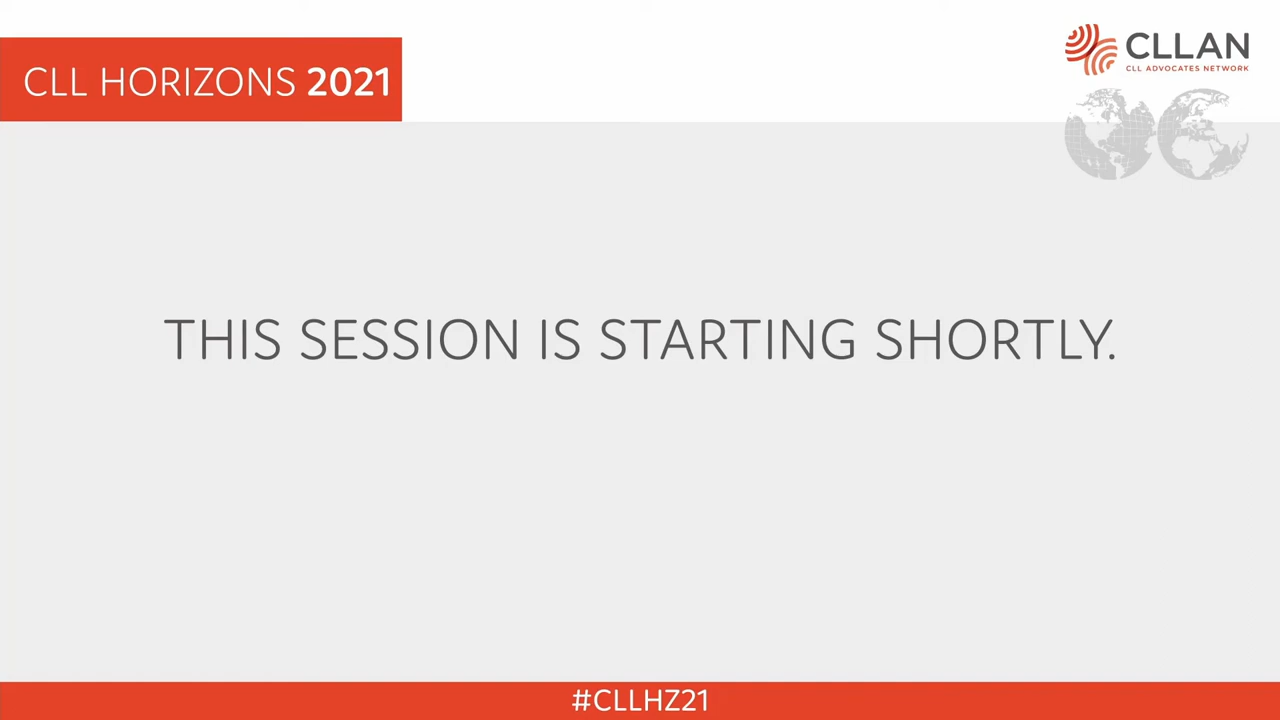 CLL HORIZONS 2021
CLLAN
CLL ADVOCATES NETWORK
THIS SESSION IS STARTING SHORTLY.
#CLLHZ21